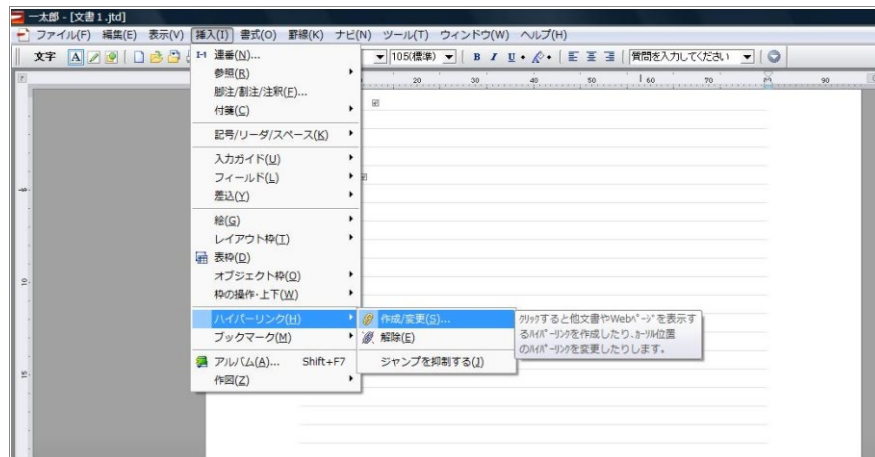 一太郎 - [文書1.jtd]
ファイル(F) 編集(E) 表示(V) 挿入(I) 書式(O) 罫線(K) ナビ(N) ツール(T) ウィンドウ(W) ヘルプ(H)
文字 A 10.5(標準) B I U 質問を入力してください
連番(N)...
参照(R)
脚注/割注/注釈(F)...
付箋(C)
記号/リーダ/スペース(K)
入力ガイド(U)
フィールド(L)
差込(Y)
絵(G)
レイアウト枠(T)
表枠(D)
オブジェクト枠(O)
枠の操作・上下(W)
ハイパーリンク(H)
ブックマーク(M)
アルバム(A)... Shift+F7
作図(Z)
作成/変更(S)...
解除(E)
ジャンプを抑制する(J)
クリックすると他文書やWebページを表示す
るハイパーリンクを作成したり、カーソル位置
のハイパーリンクを変更したりします。
20 30 40 50 60 70 80 90
5
10
15